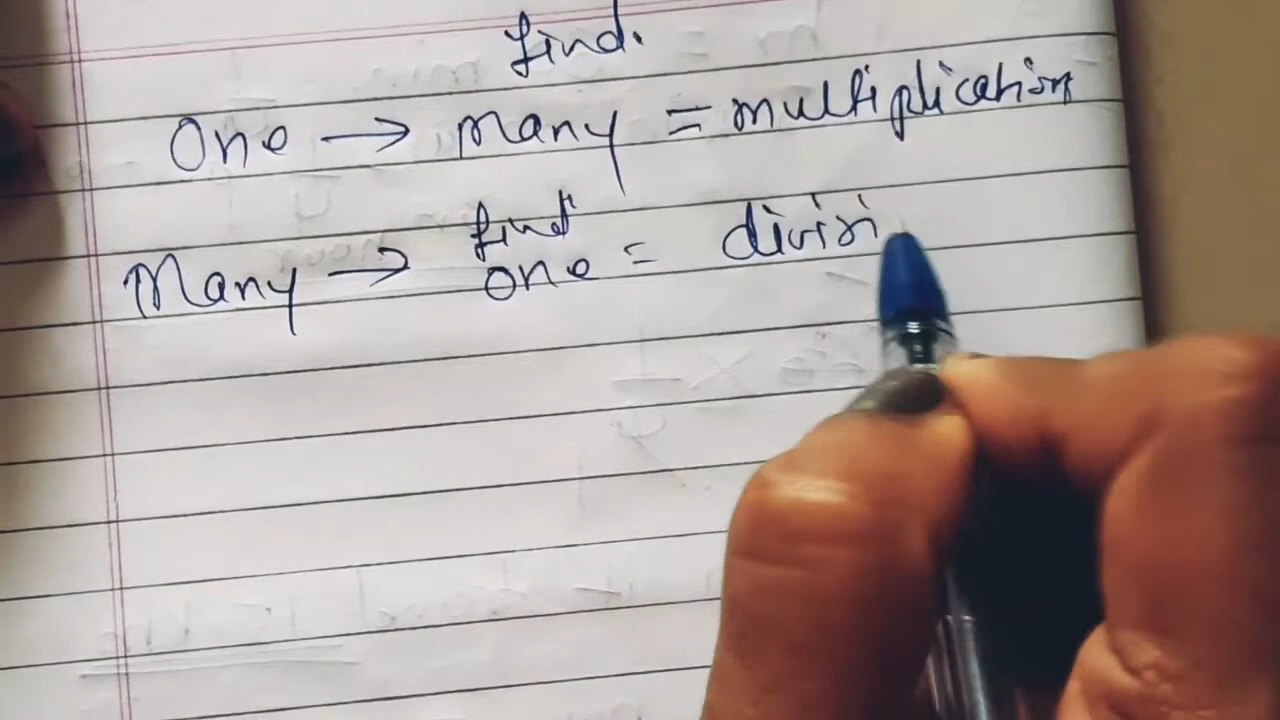 find.
One → Many = multiplication
find
Many → one = divisi